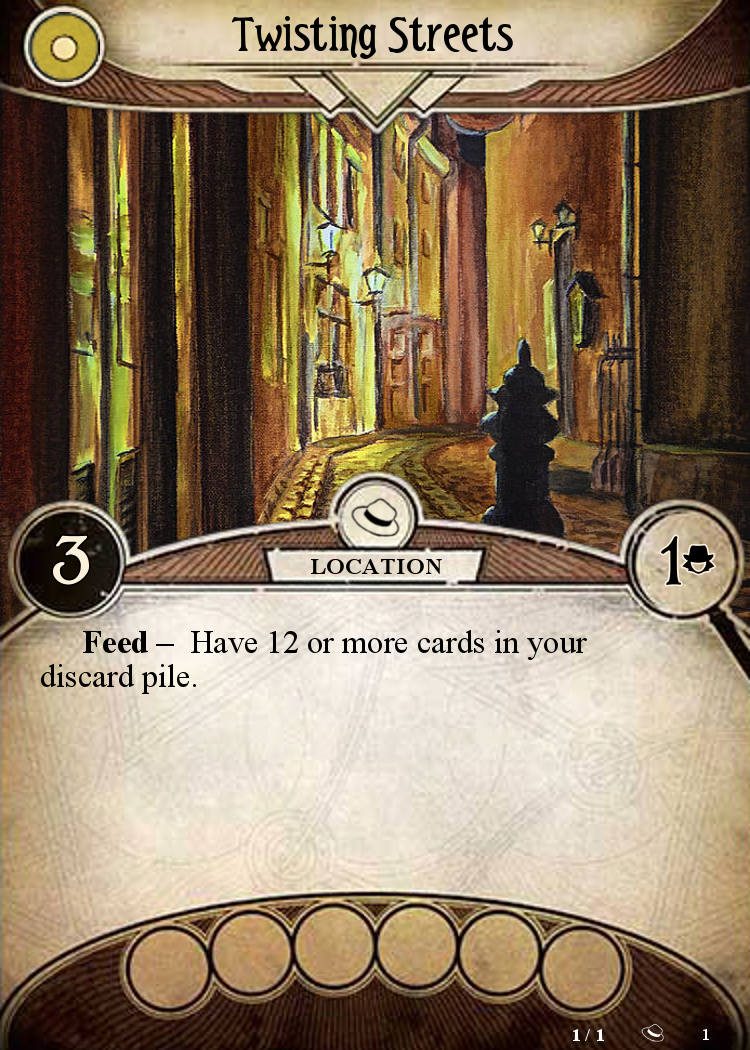 Twisting Streets
3
LOCATION
1
Feed – Have 12 or more cards in your
discard pile.
1 / 1
1